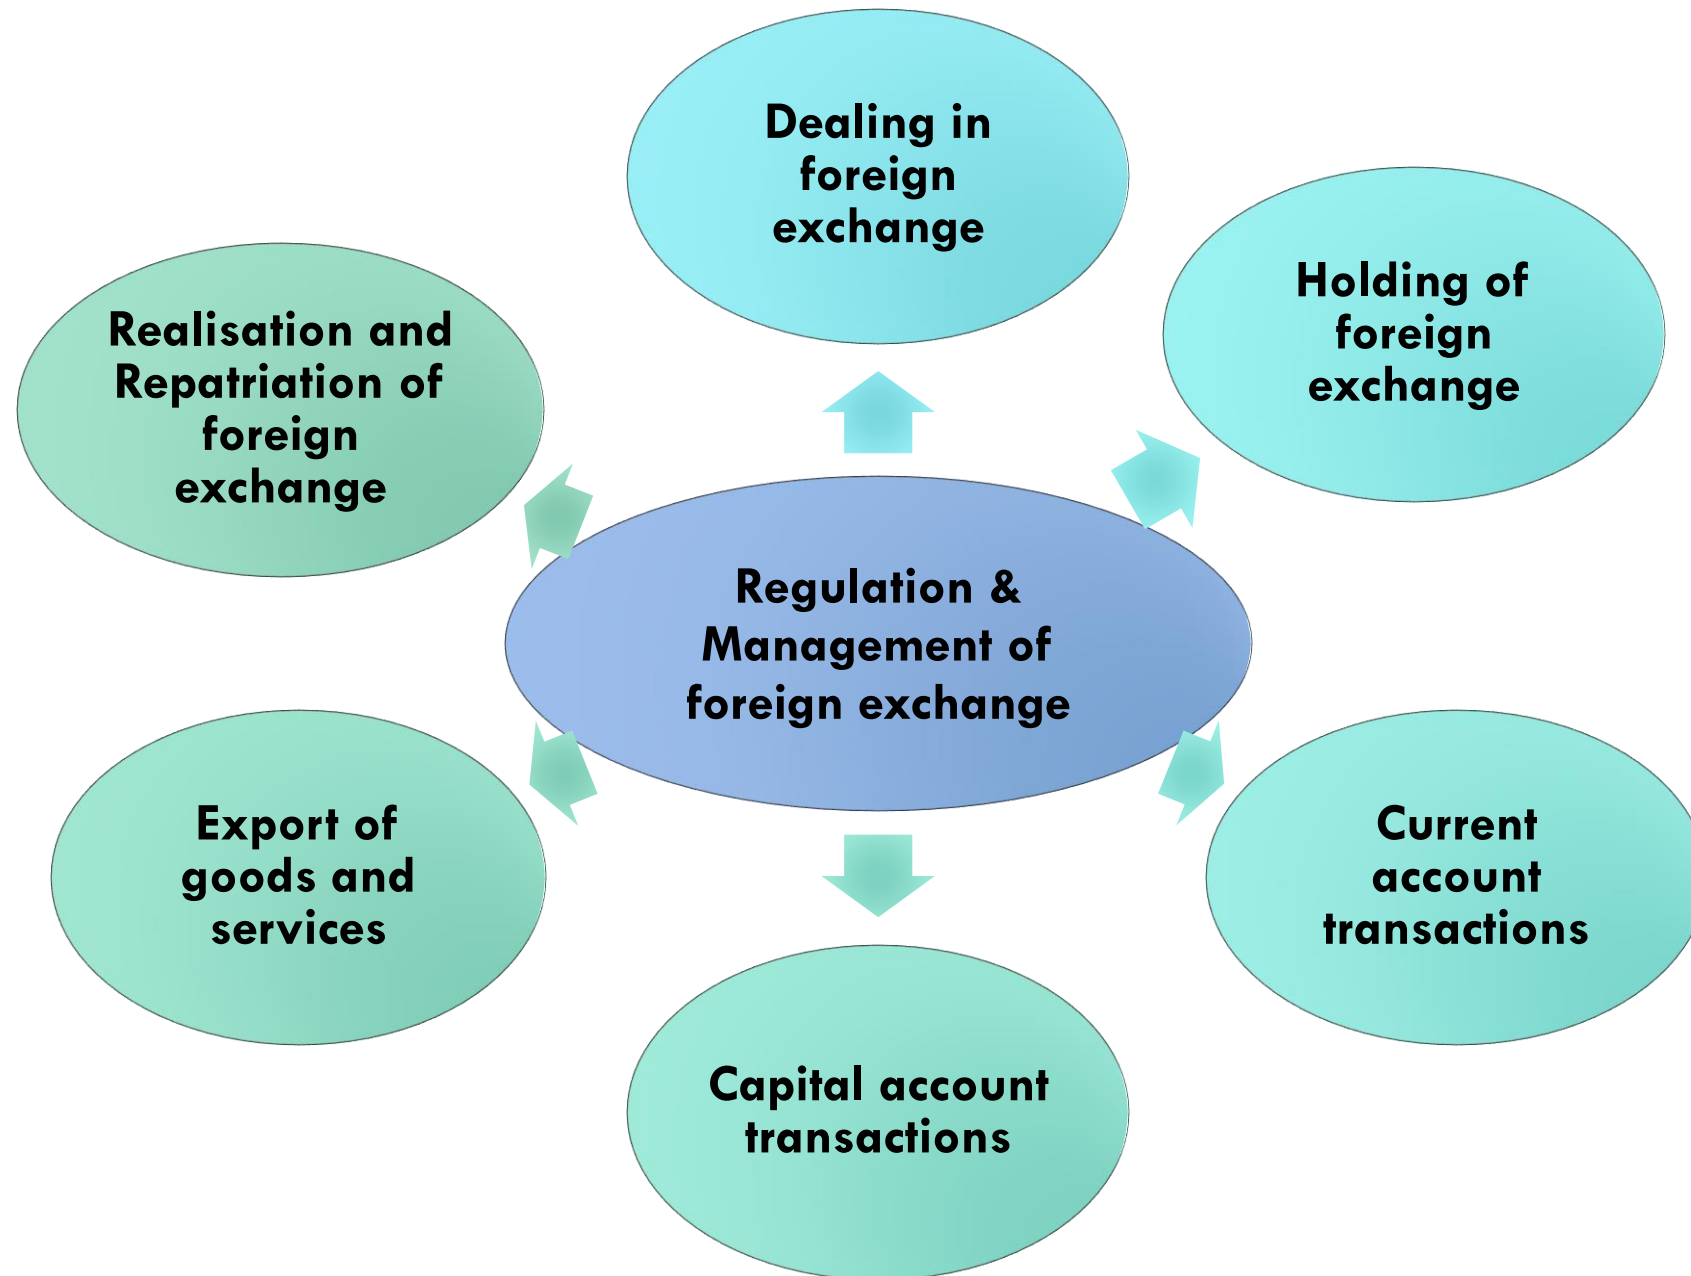 Dealing in
foreign
exchange
Holding of
foreign
exchange
Realisation and
Repatriation of
foreign
exchange
Regulation &
Management of
foreign exchange
Current
account
transactions
Export of
goods and
services
Capital account
transactions